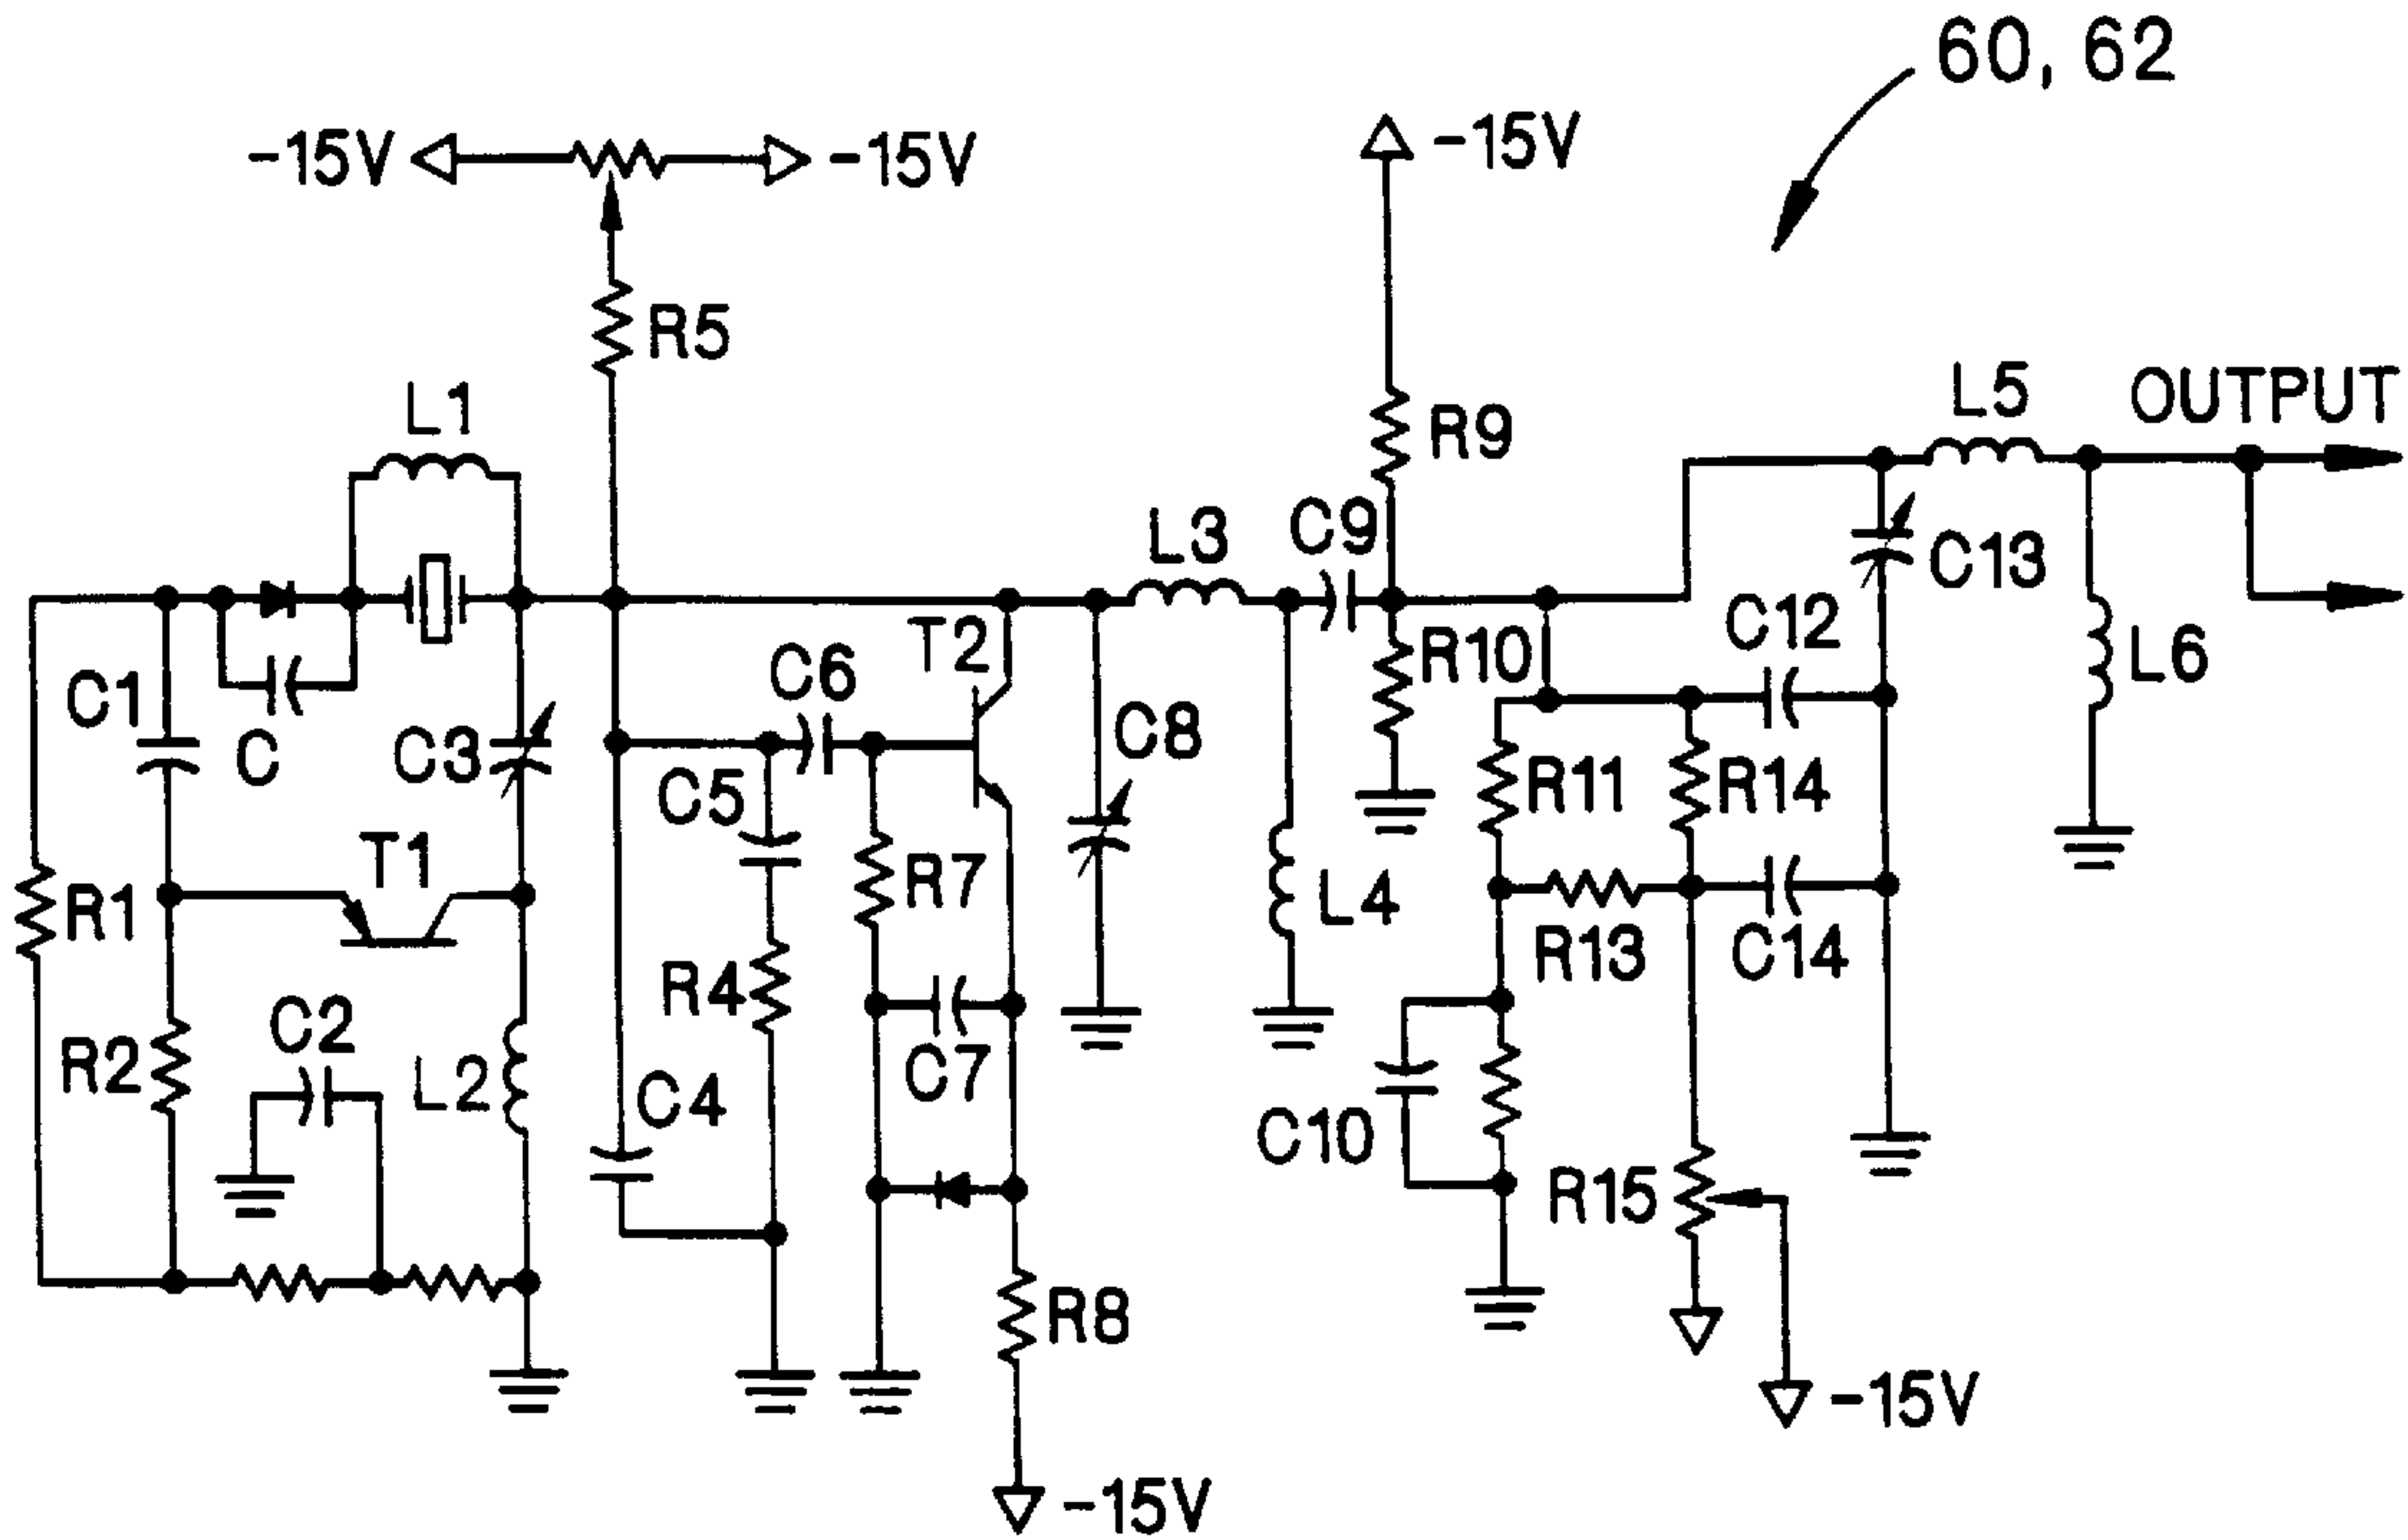 60, 62
-15V
-15V
-15V
R5
L1
R9
L5
OUTPUT
L3
C9
C13
C1
C
C3
C6
T2
R10
C12
L6
C5
C8
R11
R14
T1
R1
R7
L4
R13
C14
R4
C2
R2
L2
C7
C4
C10
R15
R8
-15V
-15V